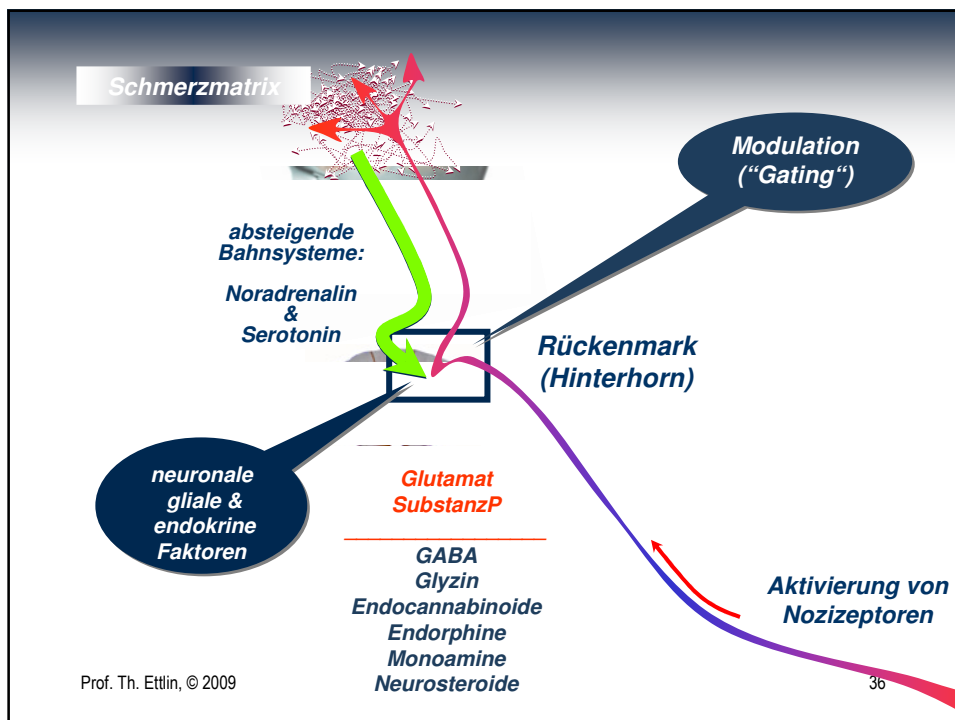 Schmerzmatrix
Modulation
(“Gating“)
absteigende
Bahnsysteme:
Noradrenalin
&
Serotonin
Rückenmark
(Hinterhorn)
neuronale
gliale &
endokrine
Faktoren
Glutamat
SubstanzP
GABA
Glyzin
Endocannabinoide
Endorphine
Monoamine
Neurosteroide
Aktivierung von
Nozizeptoren
Prof. Th. Ettlin, © 2009
36